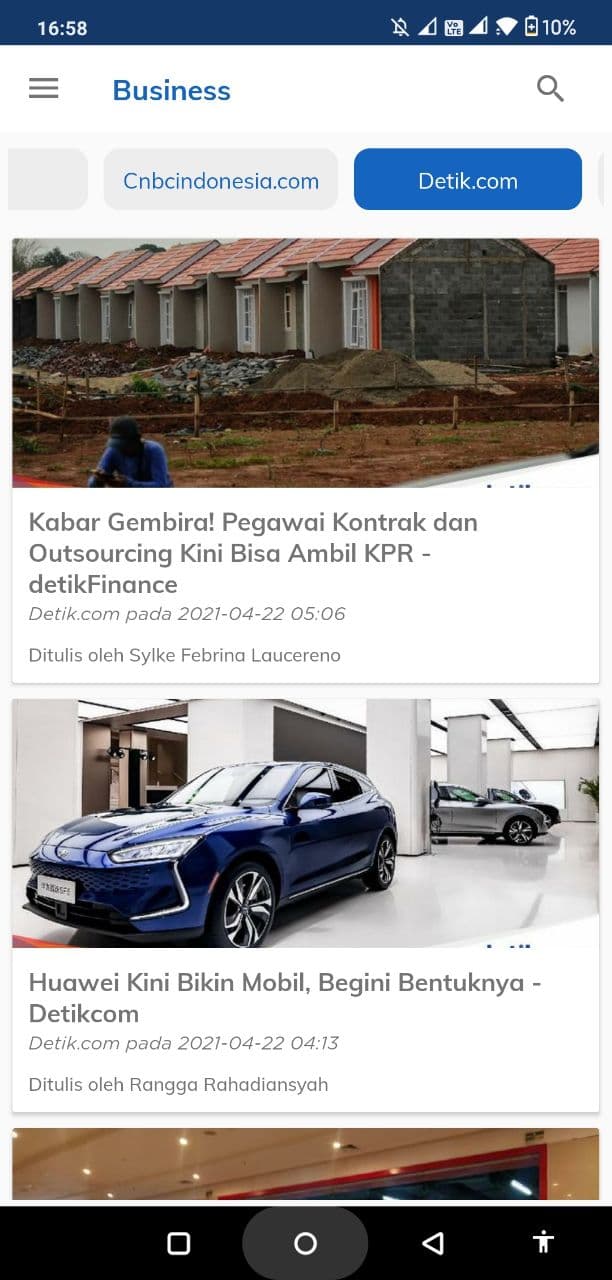 16:58
Vo LTE
10%
Business
Cnbcindonesia.com
Detik.com
Kabar Gembira! Pegawai Kontrak dan
Outsourcing Kini Bisa Ambil KPR -
detikFinance
Detik.com pada 2021-04-22 05:06
Ditulis oleh Sylke Febrina Laucereno
Huawei Kini Bikin Mobil, Begini Bentuknya -
Detikcom
Detik.com pada 2021-04-22 04:13
Ditulis oleh Rangga Rahadiansyah